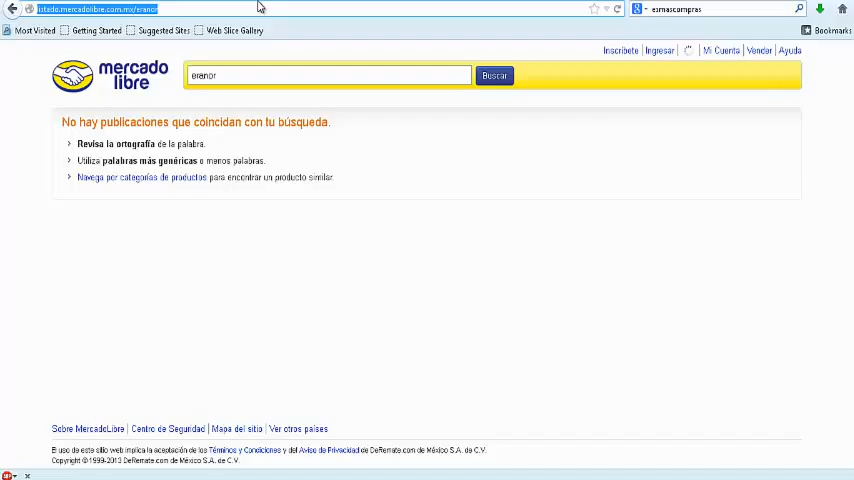 listado.mercadolibre.com.mx/eranor
esmascompras
Most Visited Getting Started Suggested Sites Web Slice Gallery Bookmarks
Inscríbete Ingresar Mi Cuenta Vender Ayuda
mercado
libre
eranor Buscar
No hay publicaciones que coincidan con tu búsqueda.
Revisa la ortografía de la palabra.
Utiliza palabras más genéricas o menos palabras.
Navega por categorías de productos para encontrar un producto similar.
Sobre MercadoLibre | Centro de Seguridad | Mapa del sitio | Ver otros países
El uso de este sitio web implica la aceptación de los Términos y Condiciones y del Aviso de Privacidad de DeRemate.com de México S.A. de C.V.
Copyright © 1999-2013 DeRemate.com de México S.A. de C.V.